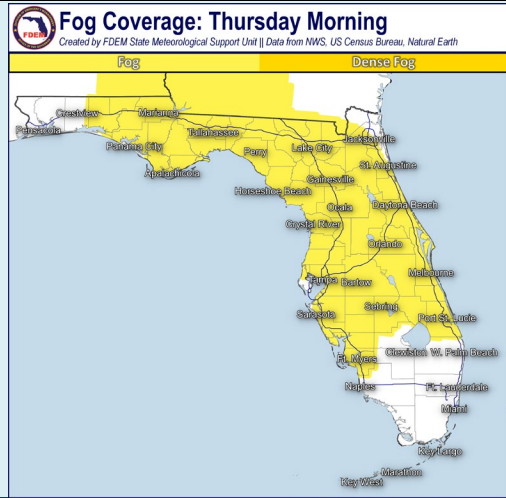 FDEM
Fog Coverage: Thursday Morning
Created by FDEM State Meteorological Support Unit || Data from NWS, US Census Bureau, Natural Earth
Fog
Dense Fog
Crestview
Marianna
Pensacola
Tallahassee
Jacksonville
Panama City
Perry
Lake City
St. Augustine
Apalachicola
Gainesville
Horseshoe Beach
Ocala
Daytona Beach
Crystal River
Orlando
Melbourne
Tampa
Bartow
Sebring
Sarasota
Port St. Lucie
Ft. Myers
Clewiston
W. Palm Beach
Naples
Ft. Lauderdale
Miami
Key Largo
Marathon
Key West